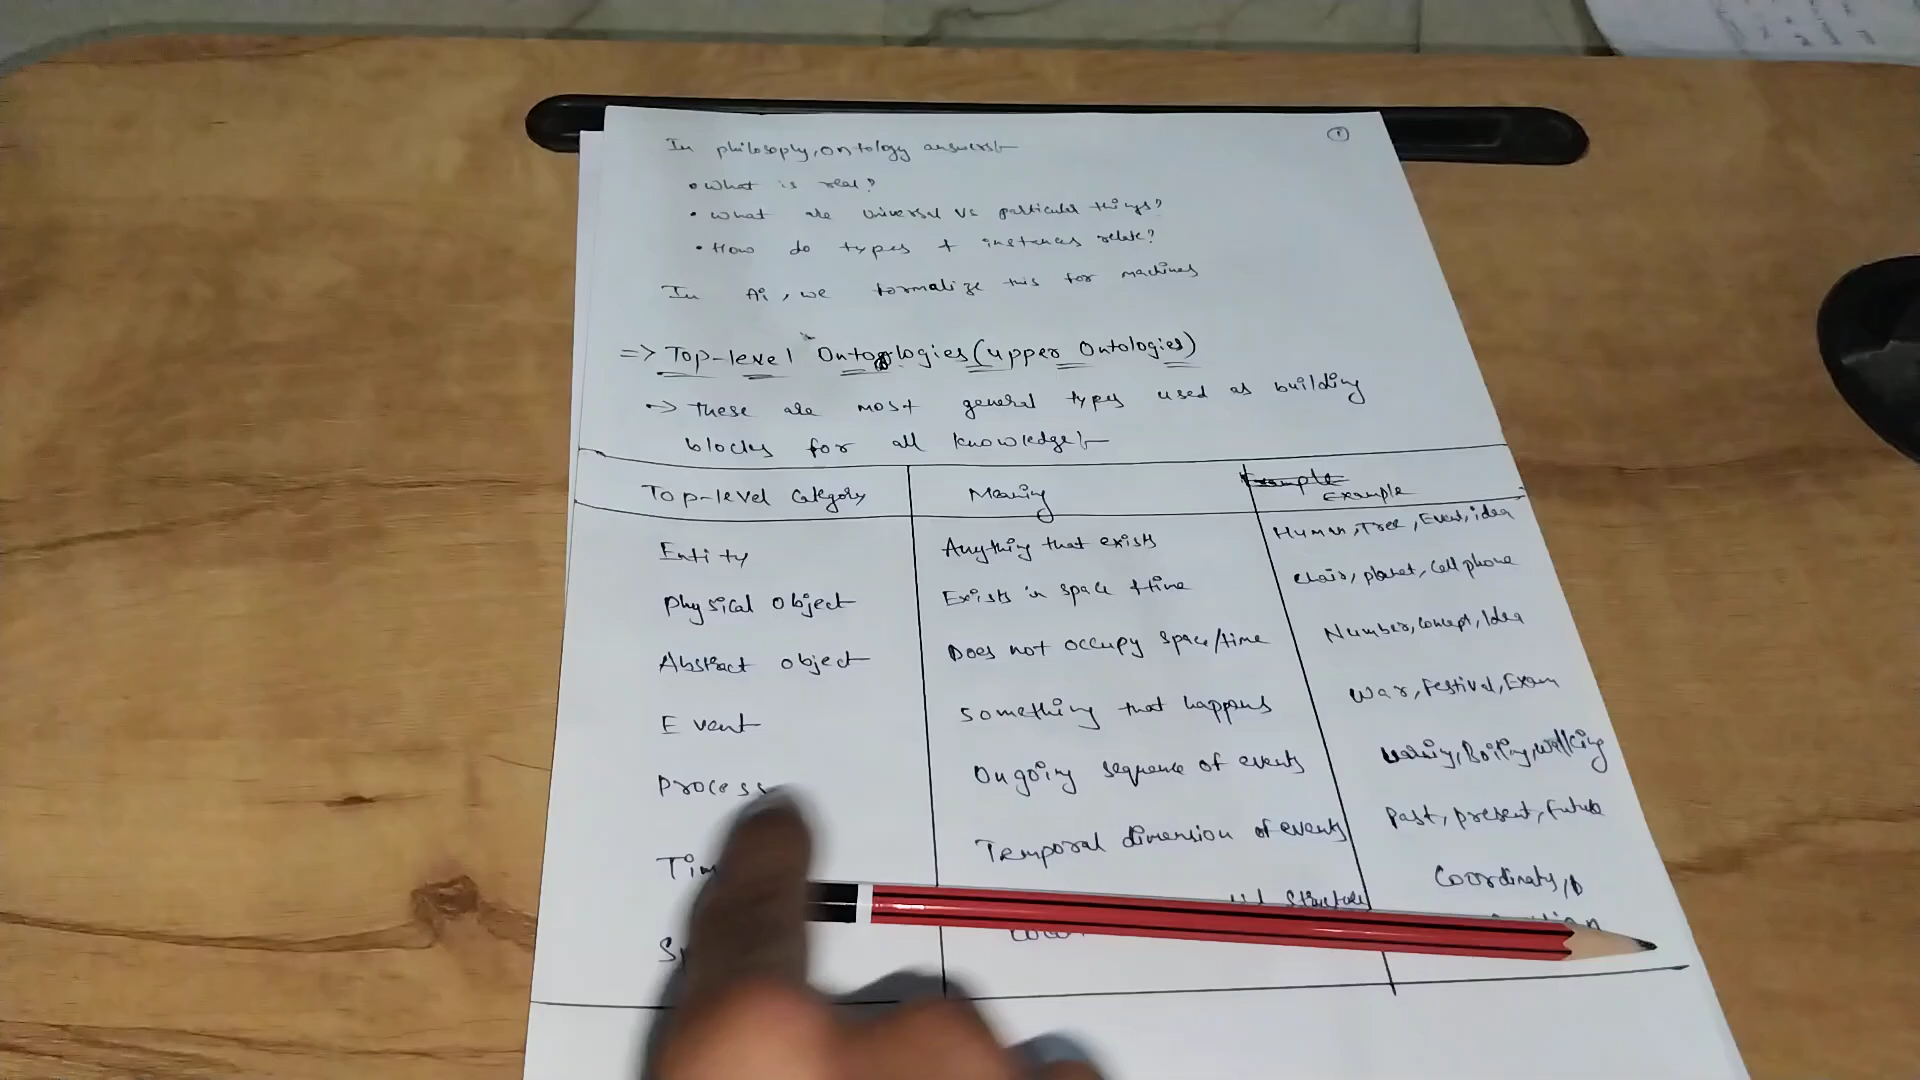 ①
In philosophy, ontology answers:-
• What is real?
• What are Universal Vs particular things?
• How do types + instances relate?
In Ai, we formalize this for machines
=> Top-level Ontologies (upper Ontologies)
-> These are most general types used as building
blocks for all knowledge:-
Top-level Category Meaning Example
Entity Anything that exists Human, Tree, Event, idea
Physical Object Exists in space + time Chair, planet, Cell phone
Abstract object Does not occupy space/time Number, concept, Idea
Event Something that happens War, Festival, Exam
Process Ongoing sequence of events Boiling, Walking
Temporal dimension of events Past, present, Future
Structure